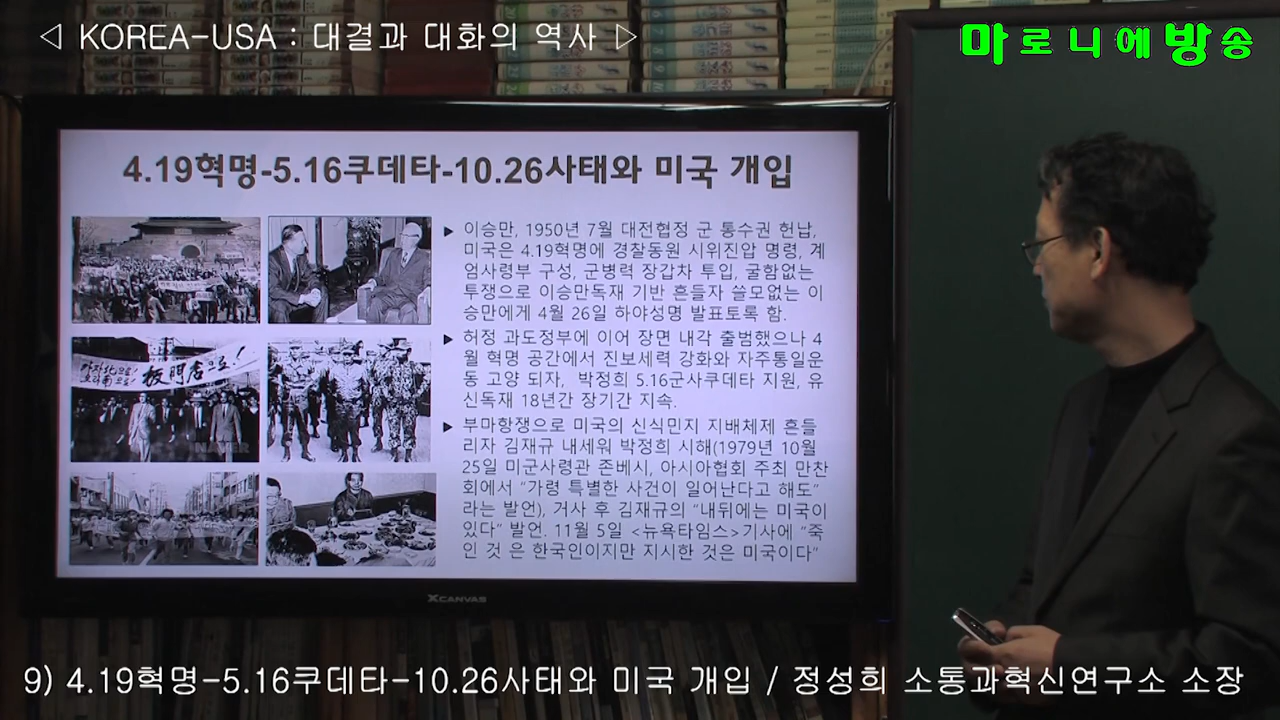 ◁ KOREA-USA : 대결과 대화의 역사 ▷
마로니에방송
4.19혁명-5.16쿠데타-10.26사태와 미국 개입
▶ 이승만, 1950년 7월 대전협정 군 통수권 헌납,
미국은 4.19혁명에 경찰동원 시위진압 명령, 계
엄사령부 구성, 군병력 장갑차 투입, 굴함없는
투쟁으로 이승만독재 기반 흔들자 쓸모없는 이
승만에게 4월 26일 하야성명 발표토록 함.
▶ 허정 과도정부에 이어 장면 내각 출범했으나 4
월 혁명 공간에서 진보세력 강화와 자주통일운
동 고양 되자, 박정희 5.16군사쿠데타 지원, 유
신독재 18년간 장기간 지속.
▶ 부마항쟁으로 미국의 신식민지 지배체제 흔들
리자 김재규 내세워 박정희 시해(1979년 10월
25일 미군사령관 존베시, 아시아협회 주최 만찬
회에서 "가령 특별한 사건이 일어난다고 해도"
라는 발언), 거사 후 김재규의 "내뒤에는 미국이
있다" 발언. 11월 5일 <뉴욕타임스>기사에 "죽
인 것 은 한국인이지만 지시한 것은 미국이다"
가자北으로!
오라南으로!
板門店으로!
NAVER
XCANVAS
9) 4.19혁명-5.16쿠데타-10.26사태와 미국 개입 / 정성희 소통과혁신연구소 소장